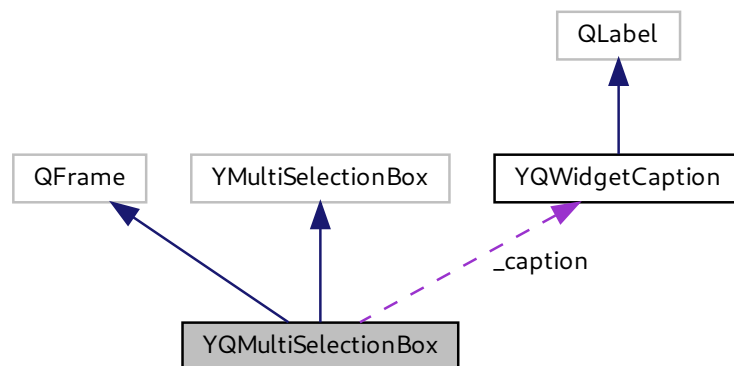 QLabel
QFrame
YMultiSelectionBox
YQWidgetCaption
_caption
YQMultiSelectionBox